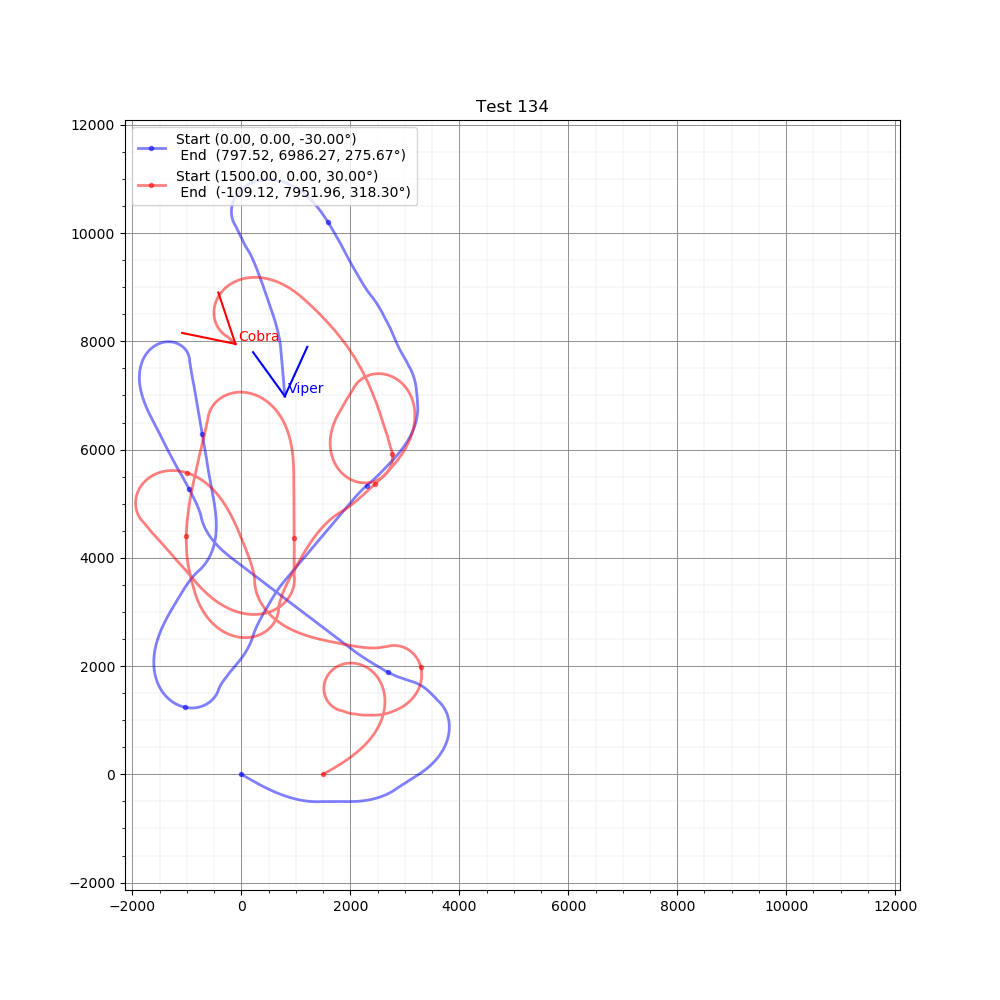 Test 134
Start (0.00, 0.00, -30.00°)
End (797.52, 6986.27, 275.67°)
Start (1500.00, 0.00, 30.00°)
End (-109.12, 7951.96, 318.30°)
12000
10000
8000
6000
4000
2000
0
−2000
Cobra
Viper
−2000 0 2000 4000 6000 8000 10000 12000